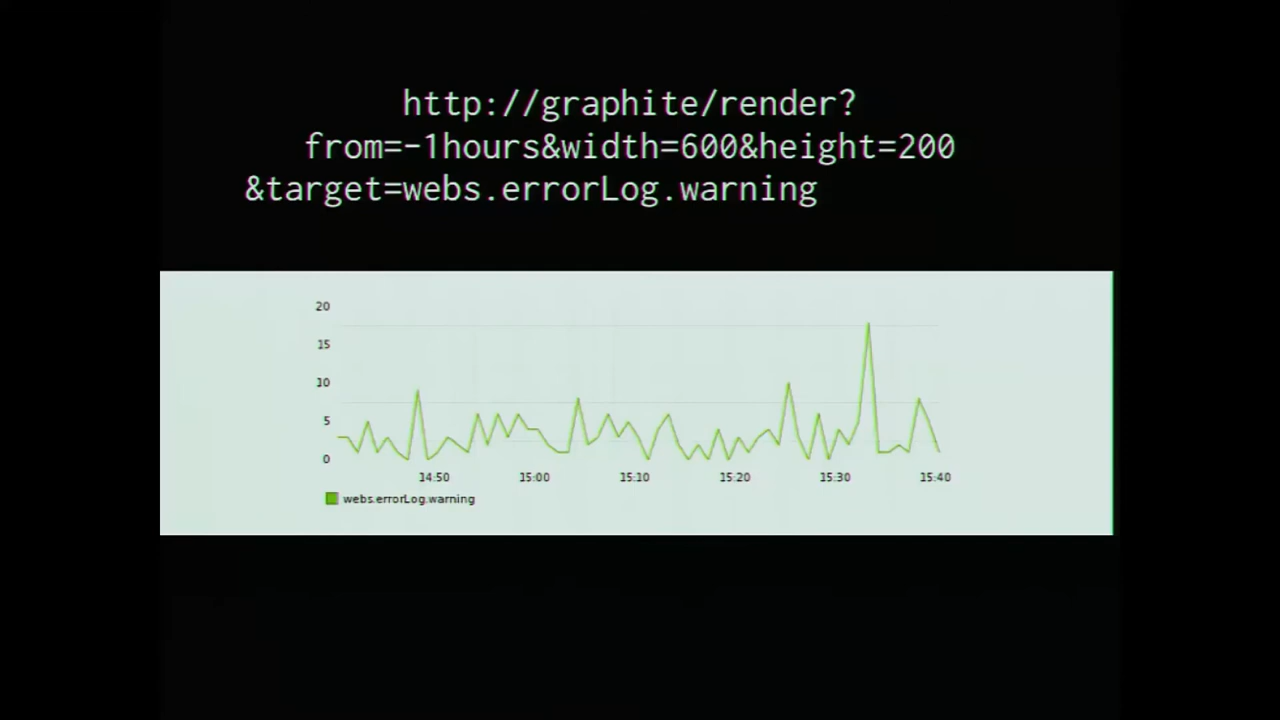 http://graphite/render?
from=-1hours&width=600&height=200
&target=webs.errorLog.warning
20
15
10
5
0
14:50 15:00 15:10 15:20 15:30 15:40
webs.errorLog.warning